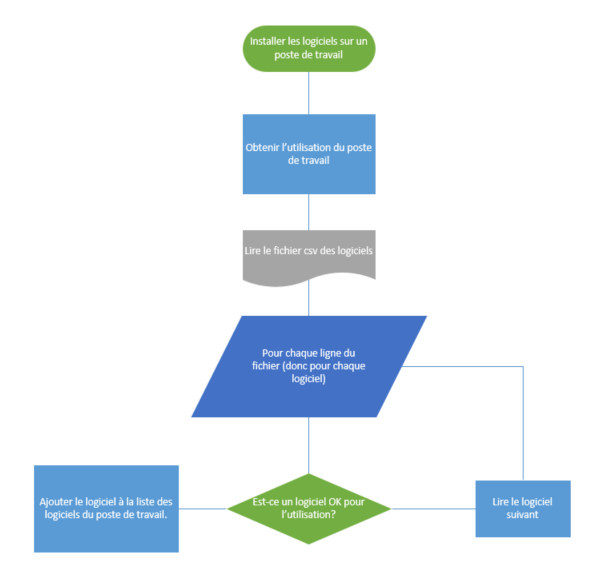 Installer les logiciels sur un
poste de travail
Obtenir l'utilisation du poste
de travail
Lire le fichier csv des logiciels
Pour chaque ligne du
fichier (donc pour chaque
logiciel)
Est-ce un logiciel OK pour
l'utilisation?
Ajouter le logiciel à la liste des
logiciels du poste de travail.
Lire le logiciel
suivant